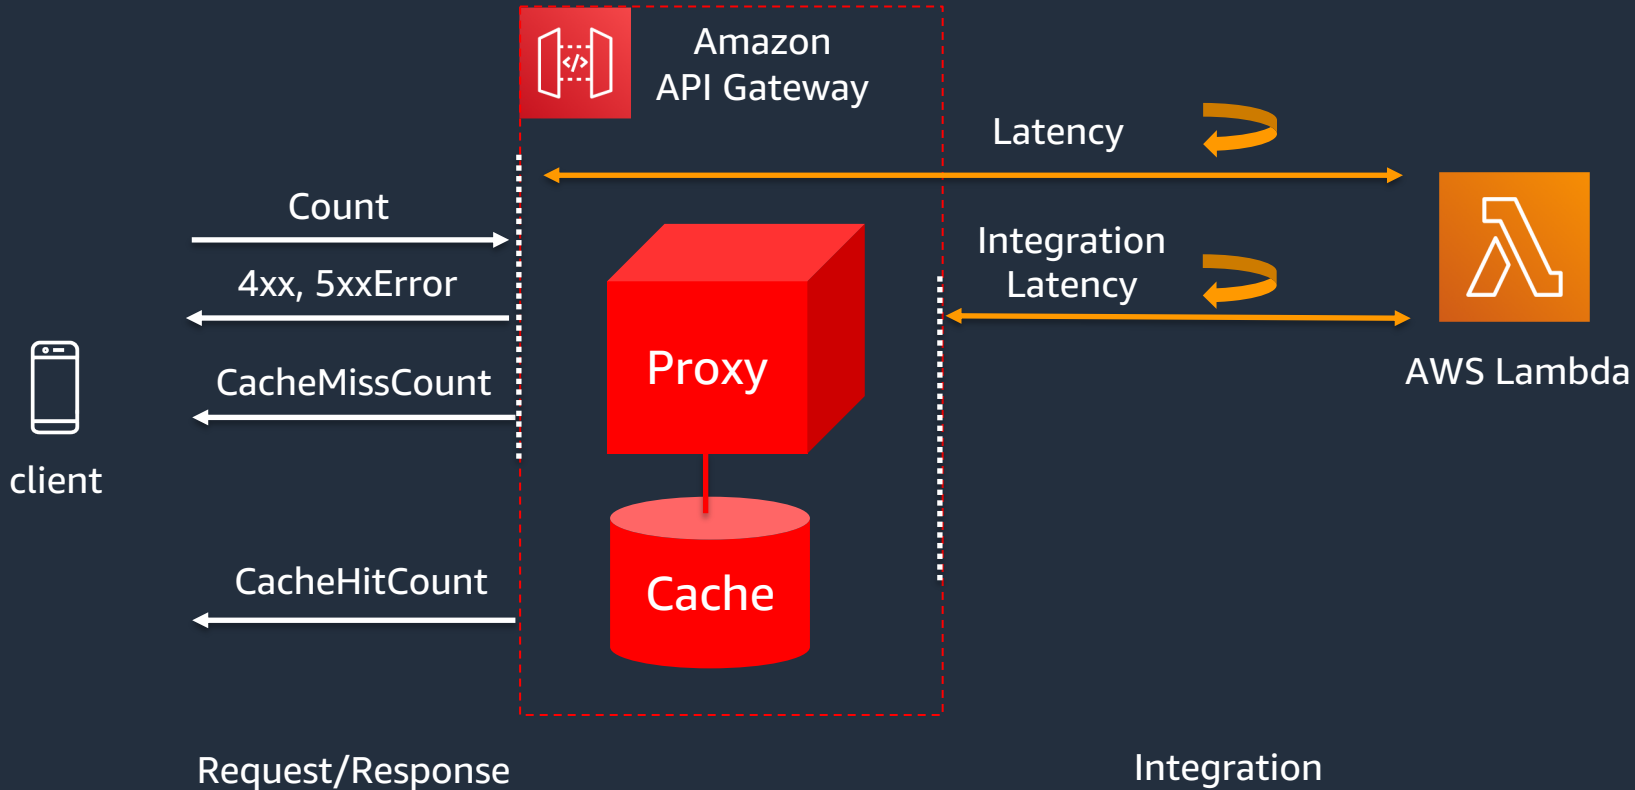 Amazon
API Gateway
</>
Latency
Count
Integration
Latency
4xx, 5xxError
Proxy
AWS Lambda
CacheMissCount
client
CacheHitCount
Cache
Request/Response
Integration